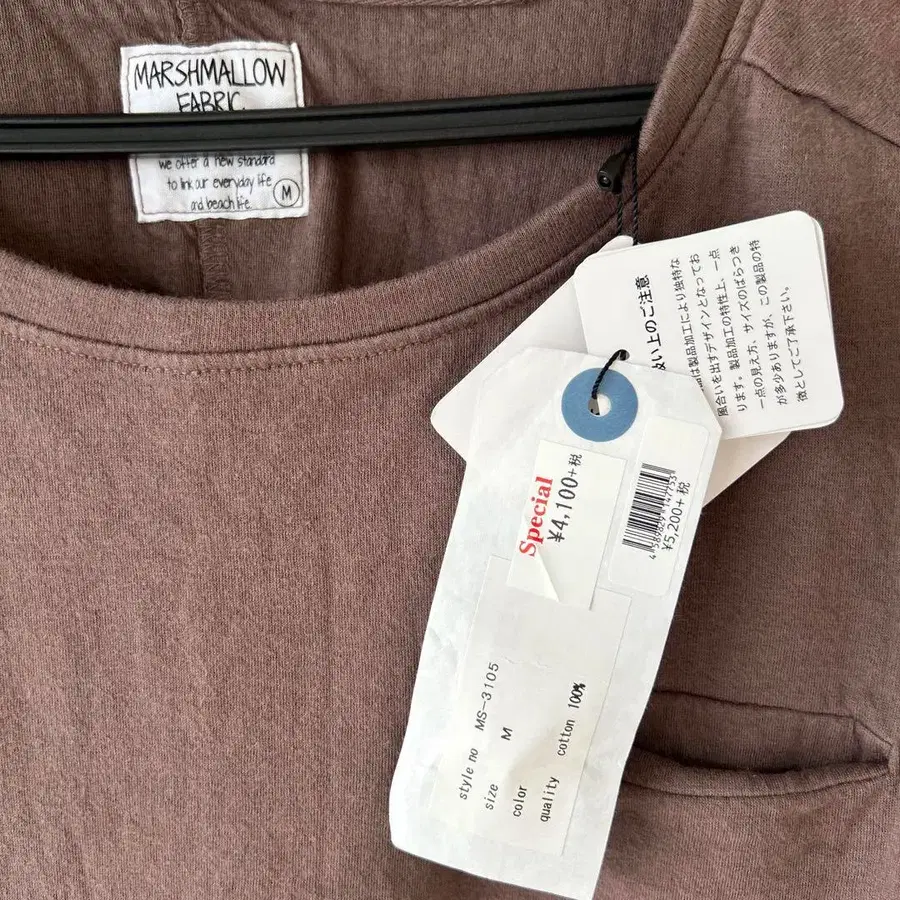 MARSHMALLOW
FABRIC
we offer a new standard
to link our everyday life
and beach life
M
扱い上のご注意
は製品加工により独特な
風合いを出すデザインとなってお
ります。製品加工の特性上、一点
一点の見え方、サイズのばらつき
が多少ありますが、この製品の特
徴としてご了承下さい。
Special
¥4,100+税
¥5,200+税
style no MS-3105
size M
color
quality cotton 100%